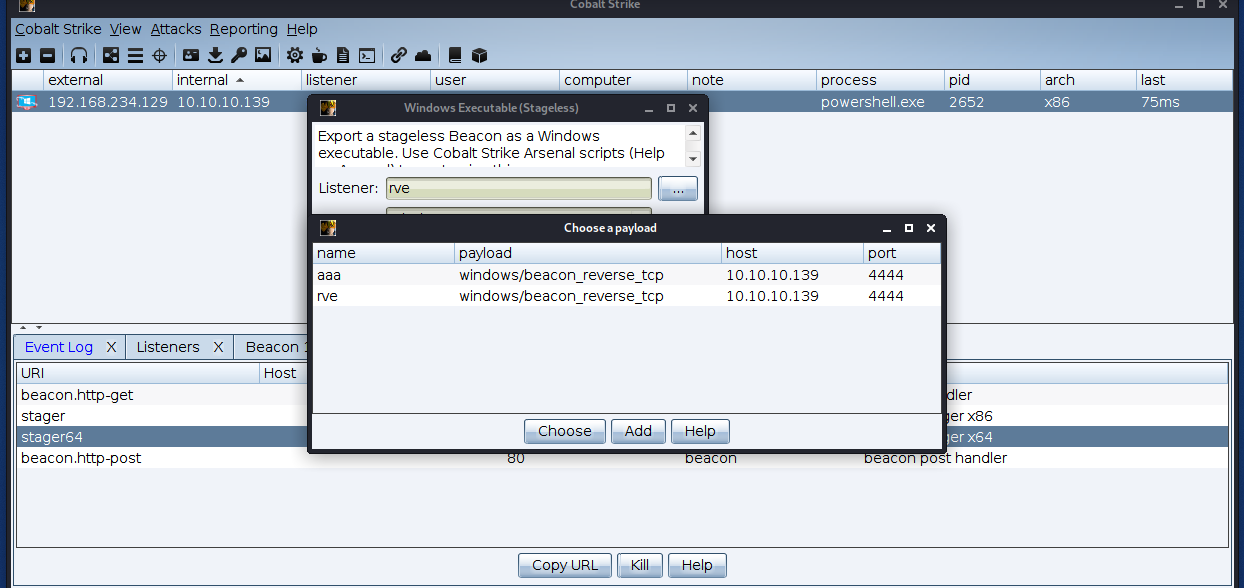 Cobalt Strike
Cobalt Strike View Attacks Reporting Help
external internal listener user computer note process pid arch last
192.168.234.129 10.10.10.139 powershell.exe 2652 x86 75ms
Windows Executable (Stageless)
Export a stageless Beacon as a Windows
executable. Use Cobalt Strike Arsenal scripts (Help
Listener: rve ...
Choose a payload
name payload host port
aaa windows/beacon_reverse_tcp 10.10.10.139 4444
rve windows/beacon_reverse_tcp 10.10.10.139 4444
Choose Add Help
Event Log X Listeners X Beacon 1
URI Host
beacon.http-get dler
stager ger x86
stager64 ger x64
beacon.http-post 80 beacon beacon post handler
Copy URL Kill Help